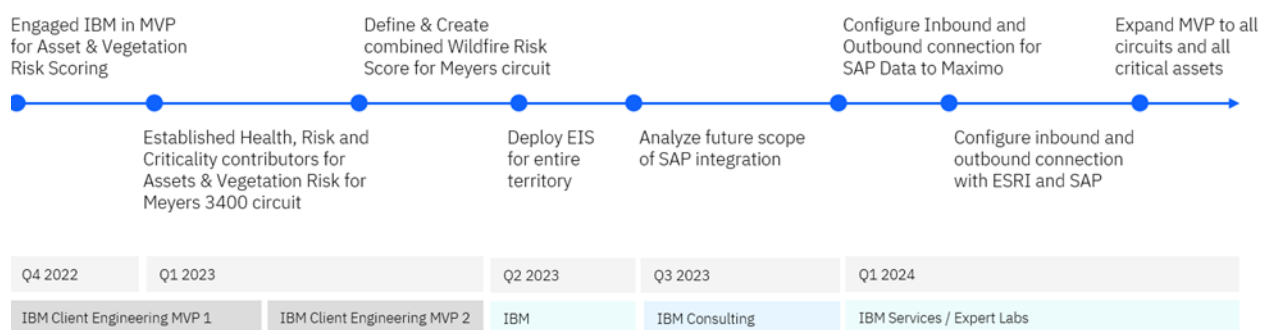 Engaged IBM in MVP
for Asset & Vegetation
Risk Scoring
Define & Create
combined Wildfire Risk
Score for Meyers circuit
Configure Inbound and
Outbound connection for
SAP Data to Maximo
Expand MVP to all
circuits and all
critical assets
Established Health, Risk and
Criticality contributors for
Assets & Vegetation Risk for
Meyers 3400 circuit
Deploy EIS
for entire
territory
Analyze future scope
of SAP integration
Configure inbound and
outbound connection
with ESRI and SAP
Q4 2022
Q1 2023
Q2 2023
Q3 2023
Q1 2024
IBM Client Engineering MVP 1
IBM Client Engineering MVP 2
IBM
IBM Consulting
IBM Services / Expert Labs